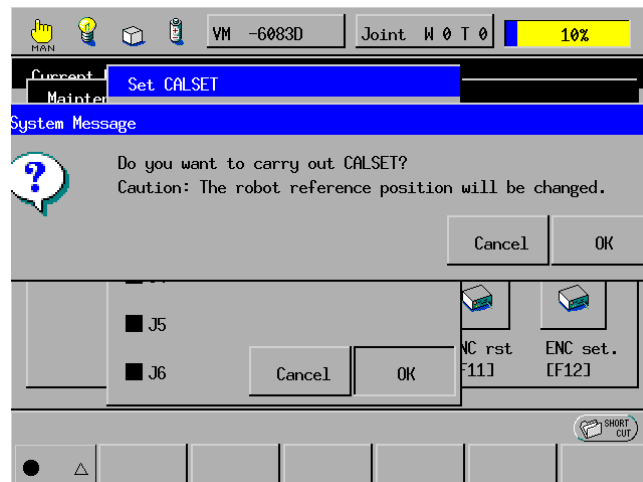 MAN
VM -6083D
Joint W 0 T 0
10%
Current
Mainten
Set CALSET
System Message
?
Do you want to carry out CALSET?
Caution: The robot reference position will be changed.
Cancel
OK
J5
J6
Cancel
OK
NC rst
F11]
ENC set.
[F12]
SHORT
CUT